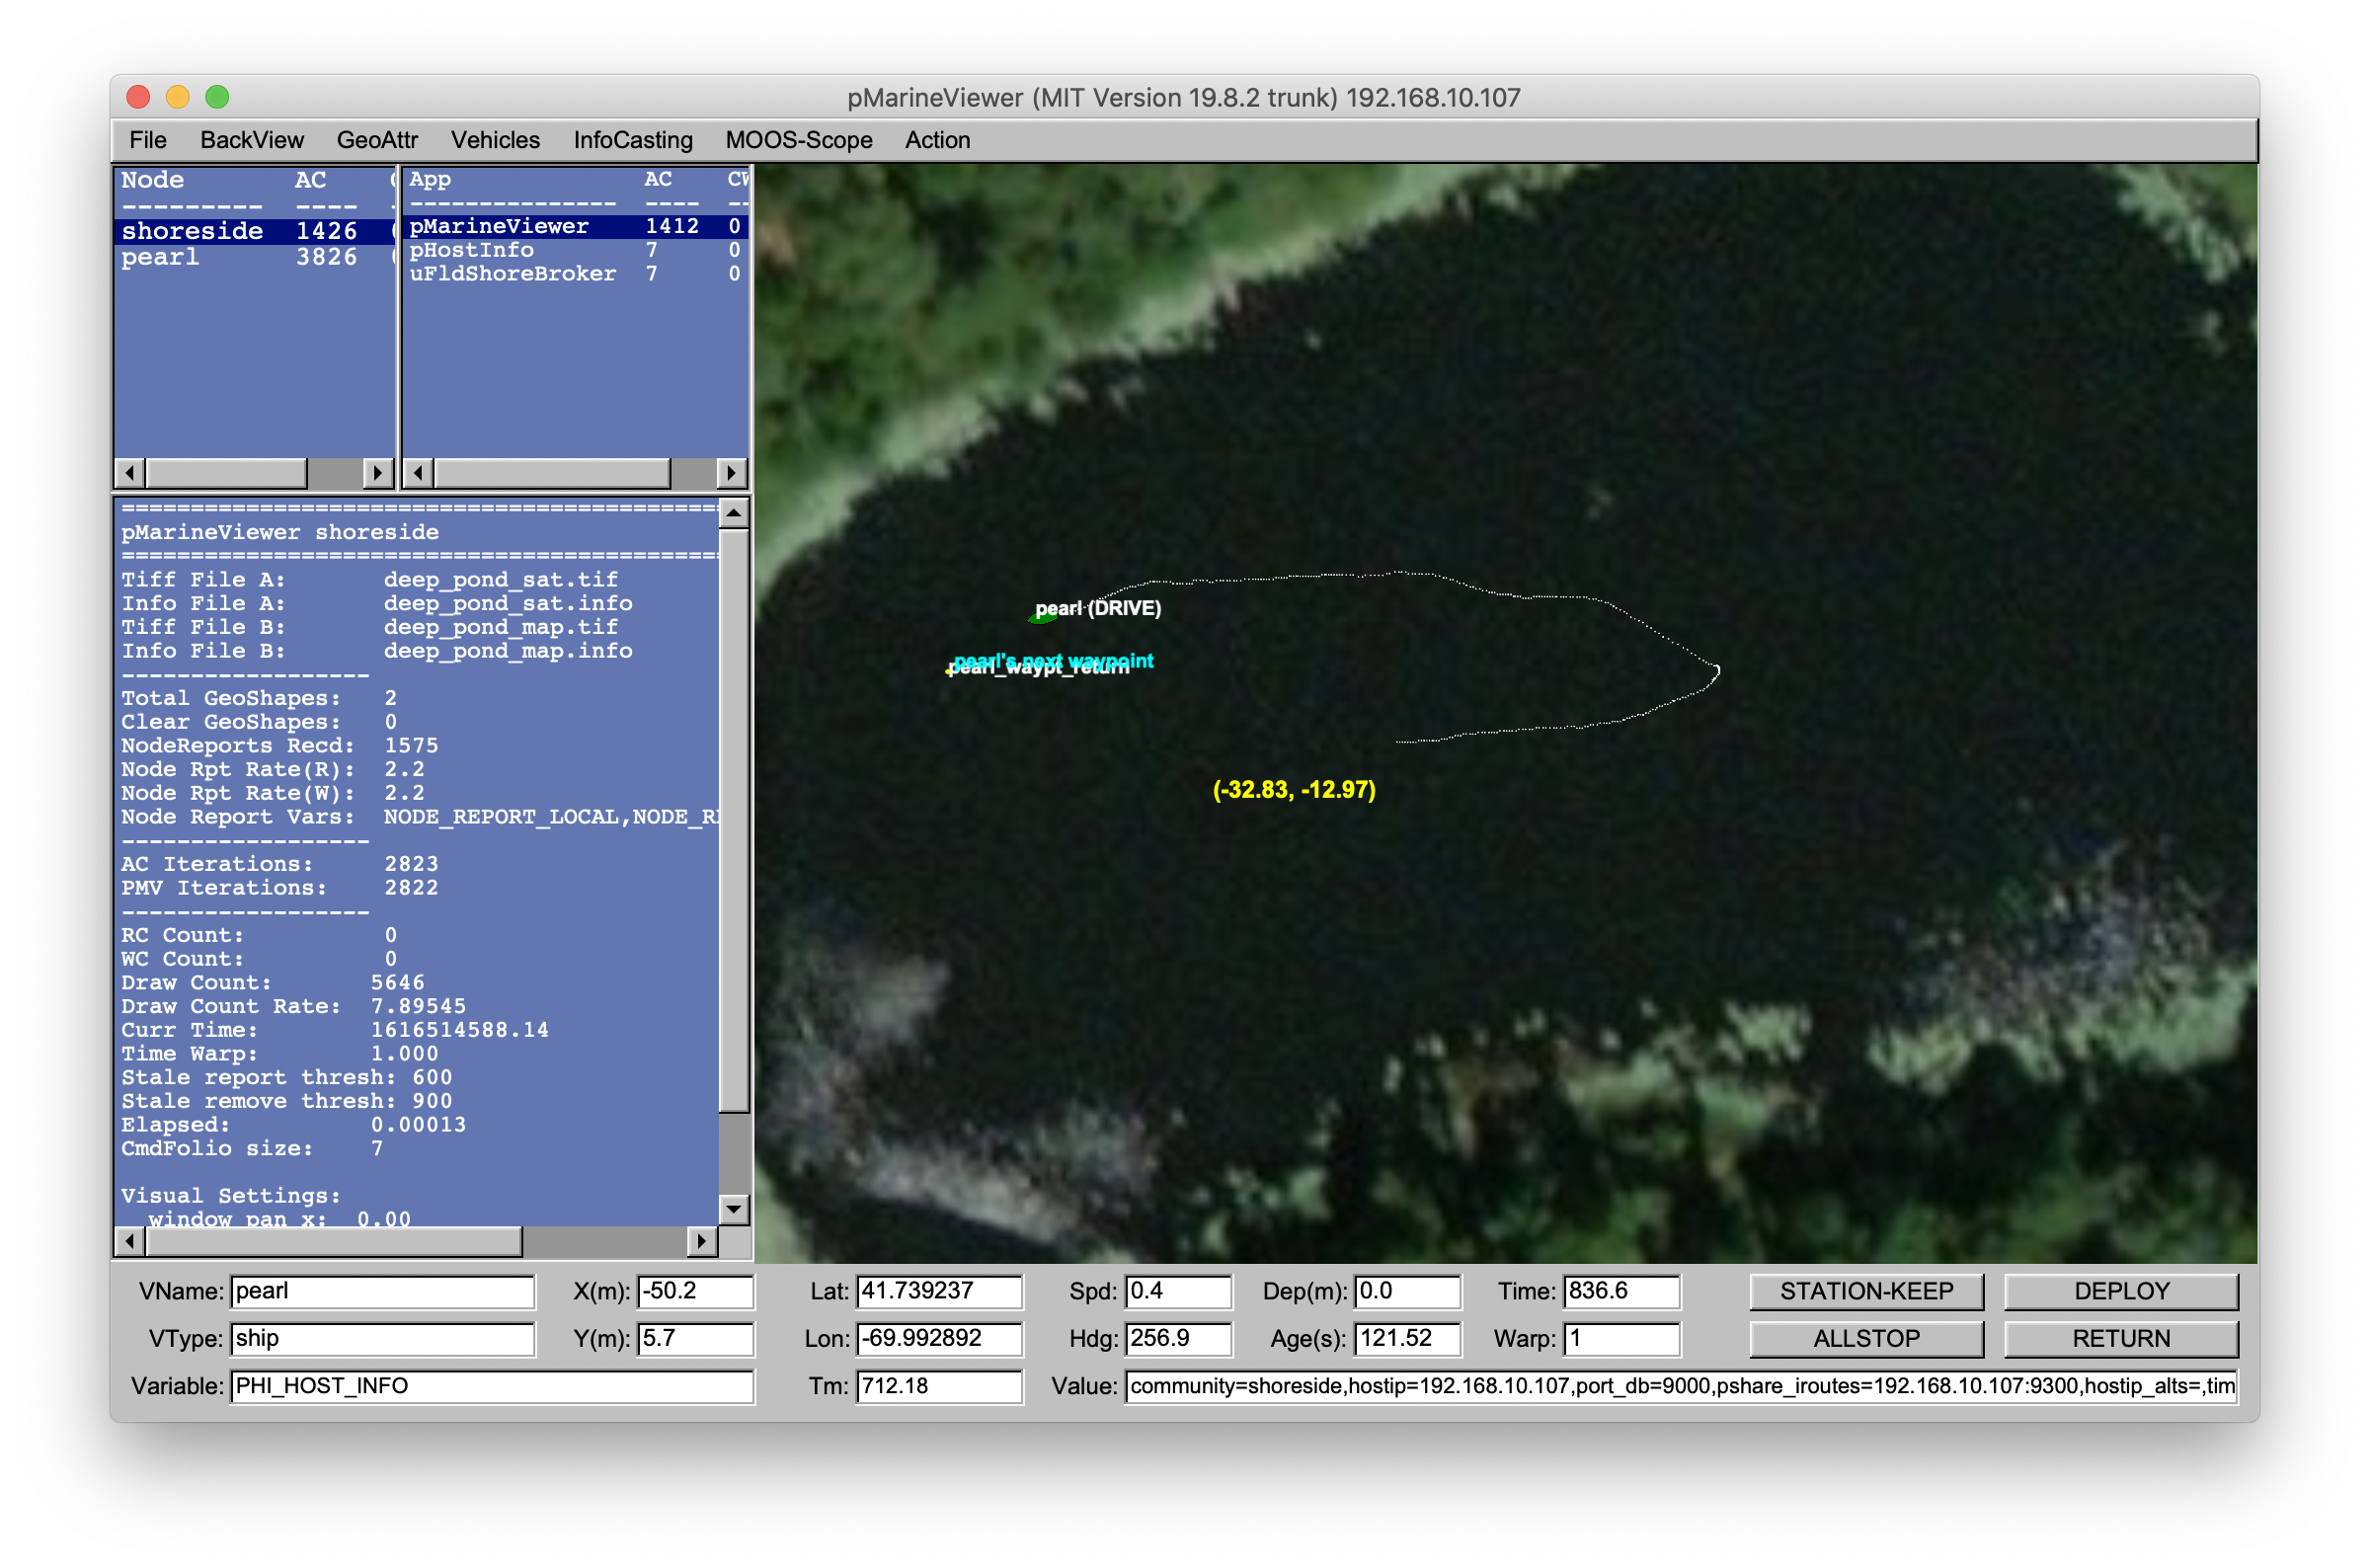 pMarineViewer (MIT Version 19.8.2 trunk) 192.168.10.107
File BackView GeoAttr Vehicles InfoCasting MOOS-Scope Action
Node AC
--------- ----
shoreside 1426
pearl 3826
App AC CW
--------------- ---- --
pMarineViewer 1412 0
pHostInfo 7 0
uFldShoreBroker 7 0
============================================
pMarineViewer shoreside
============================================
Tiff File A: deep_pond_sat.tif
Info File A: deep_pond_sat.info
Tiff File B: deep_pond_map.tif
Info File B: deep_pond_map.info
------------------
Total GeoShapes: 2
Clear GeoShapes: 0
NodeReports Recd: 1575
Node Rpt Rate(R): 2.2
Node Rpt Rate(W): 2.2
Node Report Vars: NODE_REPORT_LOCAL,NODE_R
------------------
AC Iterations: 2823
PMV Iterations: 2822
------------------
RC Count: 0
WC Count: 0
Draw Count: 5646
Draw Count Rate: 7.89545
Curr Time: 1616514588.14
Time Warp: 1.000
Stale report thresh: 600
Stale remove thresh: 900
Elapsed: 0.00013
CmdFolio size: 7
Visual Settings:
window pan x: 0.00
pearl (DRIVE)
pearl's next waypoint
pearl_waypt_return
(-32.83, -12.97)
VName: pearl X(m): -50.2 Lat: 41.739237 Spd: 0.4 Dep(m): 0.0 Time: 836.6 STATION-KEEP DEPLOY
VType: ship Y(m): 5.7 Lon: -69.992892 Hdg: 256.9 Age(s): 121.52 Warp: 1 ALLSTOP RETURN
Variable: PHI_HOST_INFO Tm: 712.18 Value: community=shoreside,hostip=192.168.10.107,port_db=9000,pshare_iroutes=192.168.10.107:9300,hostip_alts=,tim